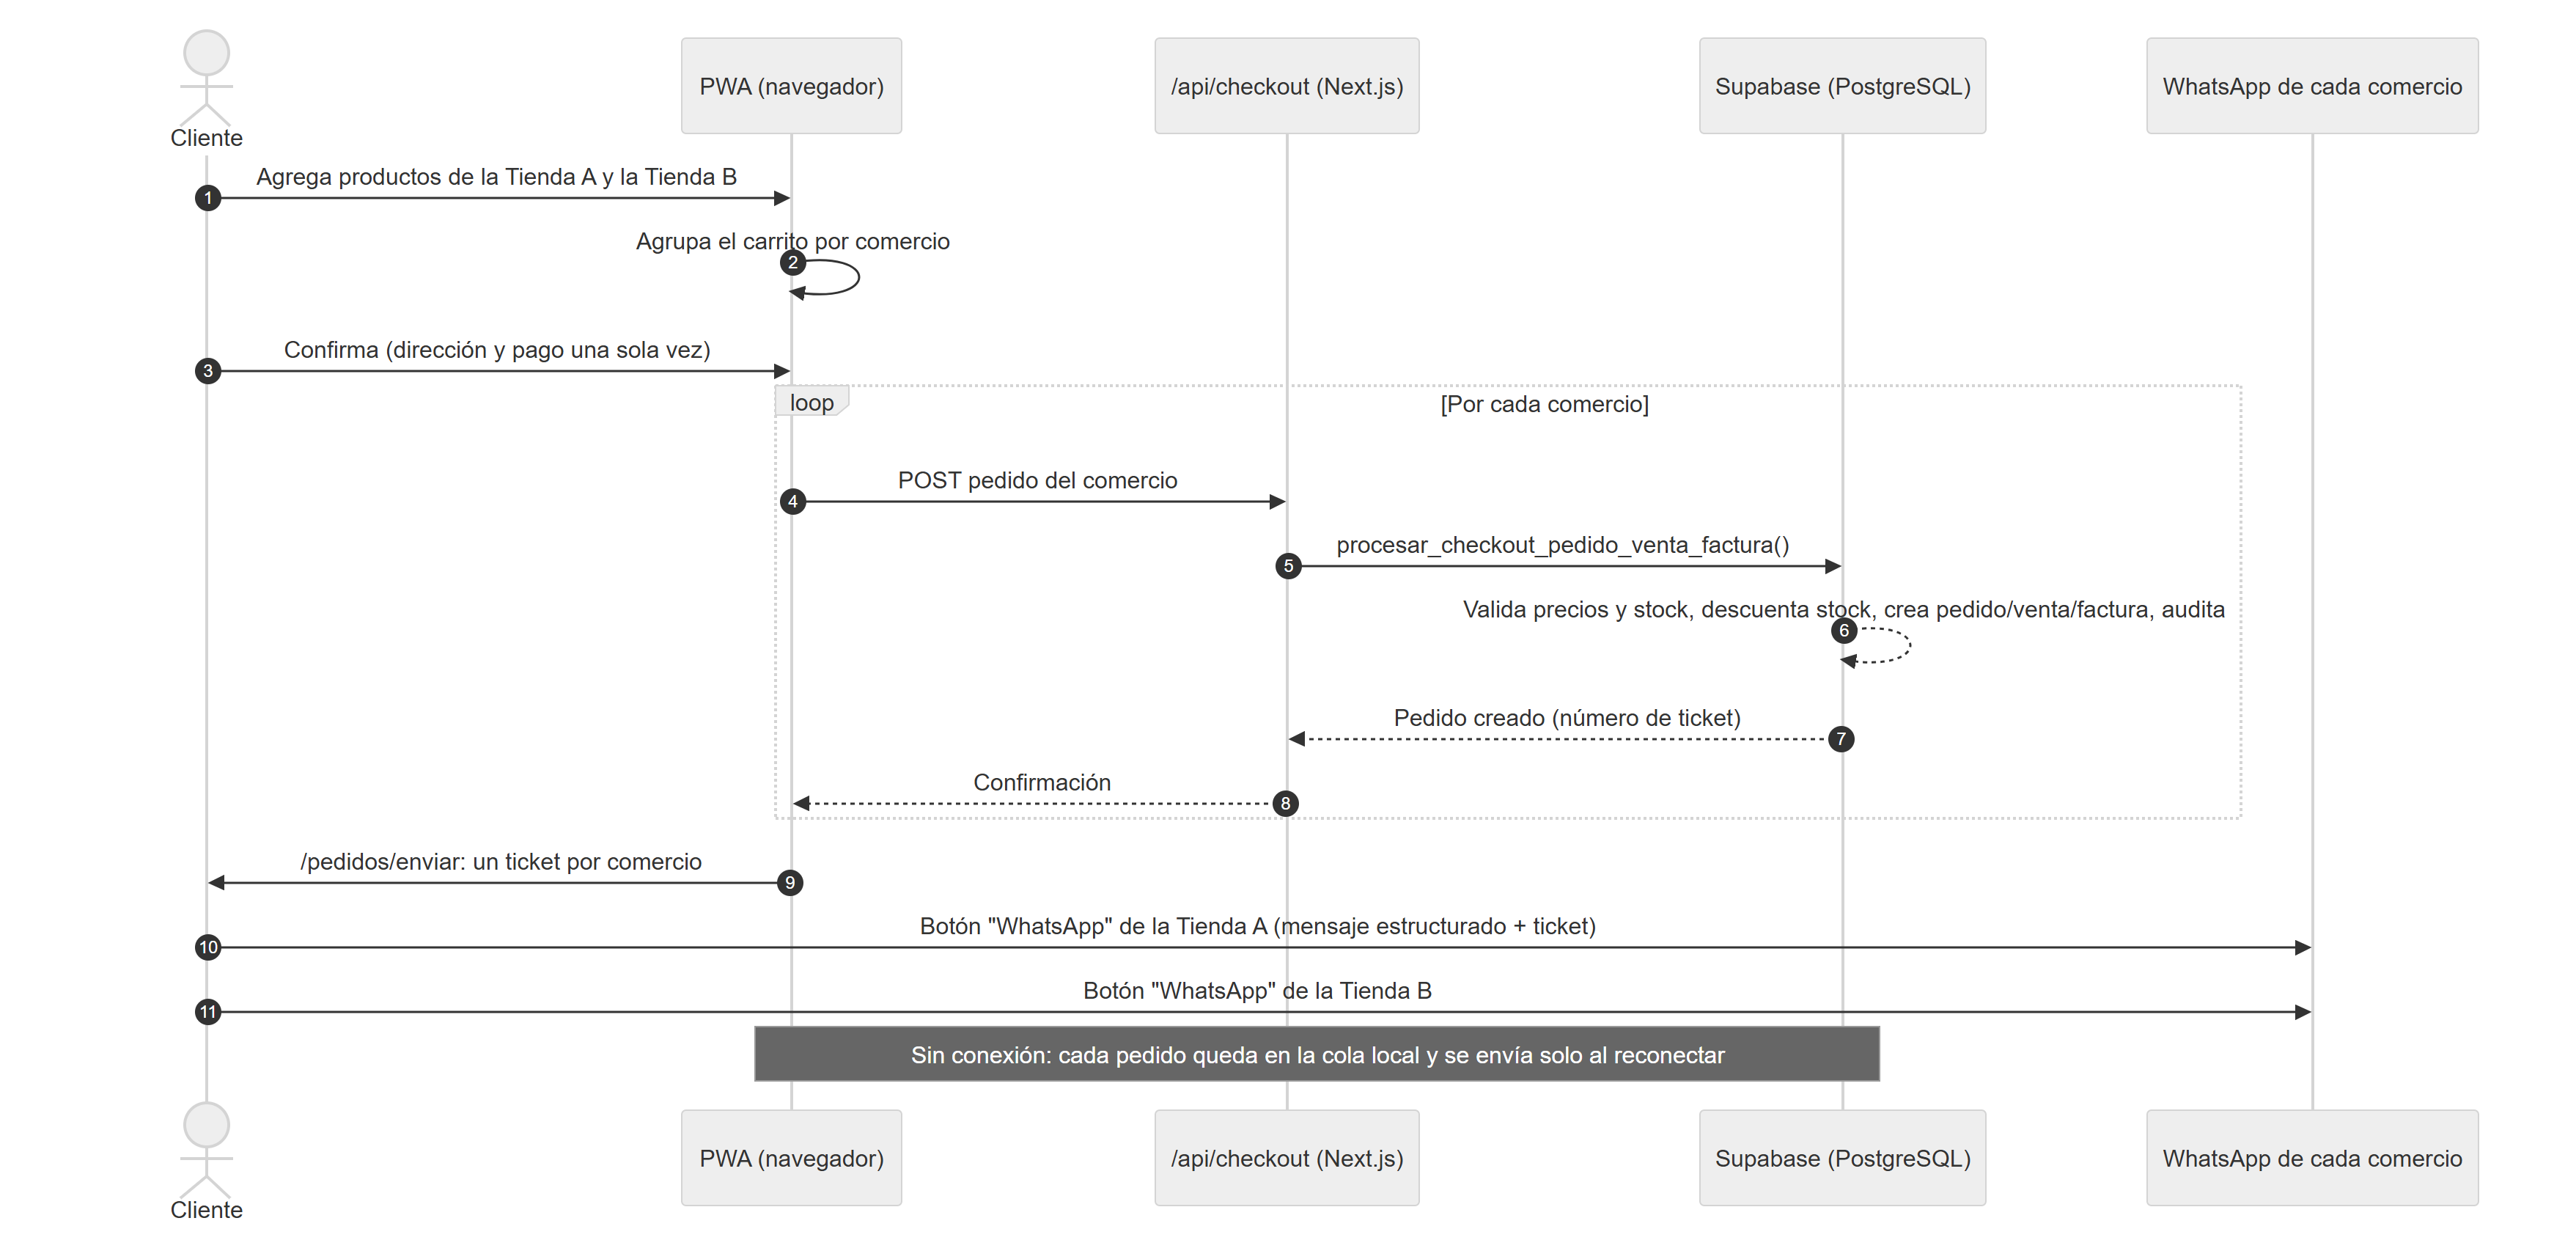 Cliente
PWA (navegador)
/api/checkout (Next.js)
Supabase (PostgreSQL)
WhatsApp de cada comercio
Agrega productos de la Tienda A y la Tienda B
1
Agrupa el carrito por comercio
2
Confirma (dirección y pago una sola vez)
3
loop
[Por cada comercio]
POST pedido del comercio
4
procesar_checkout_pedido_venta_factura()
5
Valida precios y stock, descuenta stock, crea pedido/venta/factura, audita
6
Pedido creado (número de ticket)
7
Confirmación
8
/pedidos/enviar: un ticket por comercio
9
Botón "WhatsApp" de la Tienda A (mensaje estructurado + ticket)
10
Botón "WhatsApp" de la Tienda B
11
Sin conexión: cada pedido queda en la cola local y se envía solo al reconectar
Cliente
PWA (navegador)
/api/checkout (Next.js)
Supabase (PostgreSQL)
WhatsApp de cada comercio